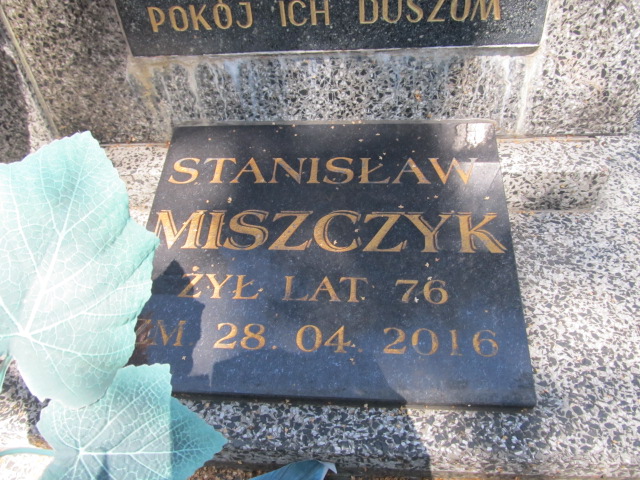 POKÓJ ICH DUSZOM
STANISŁAW
MISZCZYK
ŻYŁ LAT 76
ZM 28. 04. 2016